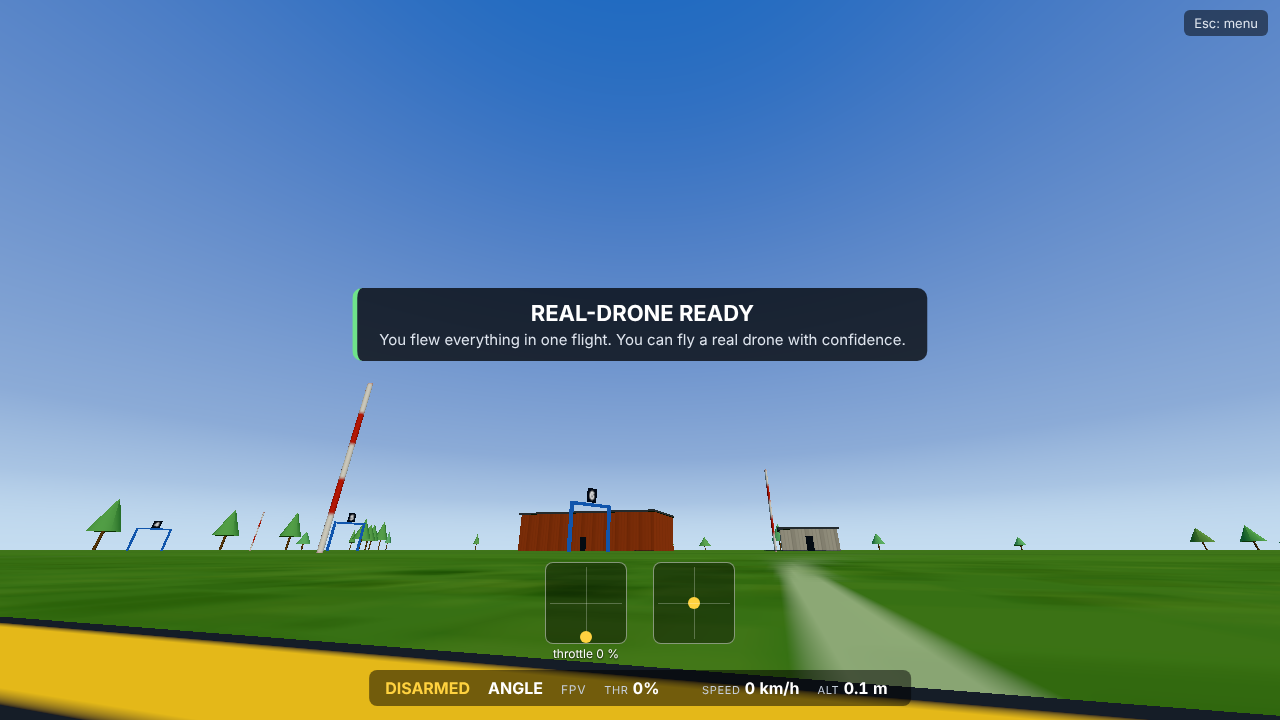 Esc: menu
REAL-DRONE READY
You flew everything in one flight. You can fly a real drone with confidence.
throttle 0 %
DISARMED ANGLE FPV THR 0% SPEED 0 km/h ALT 0.1 m